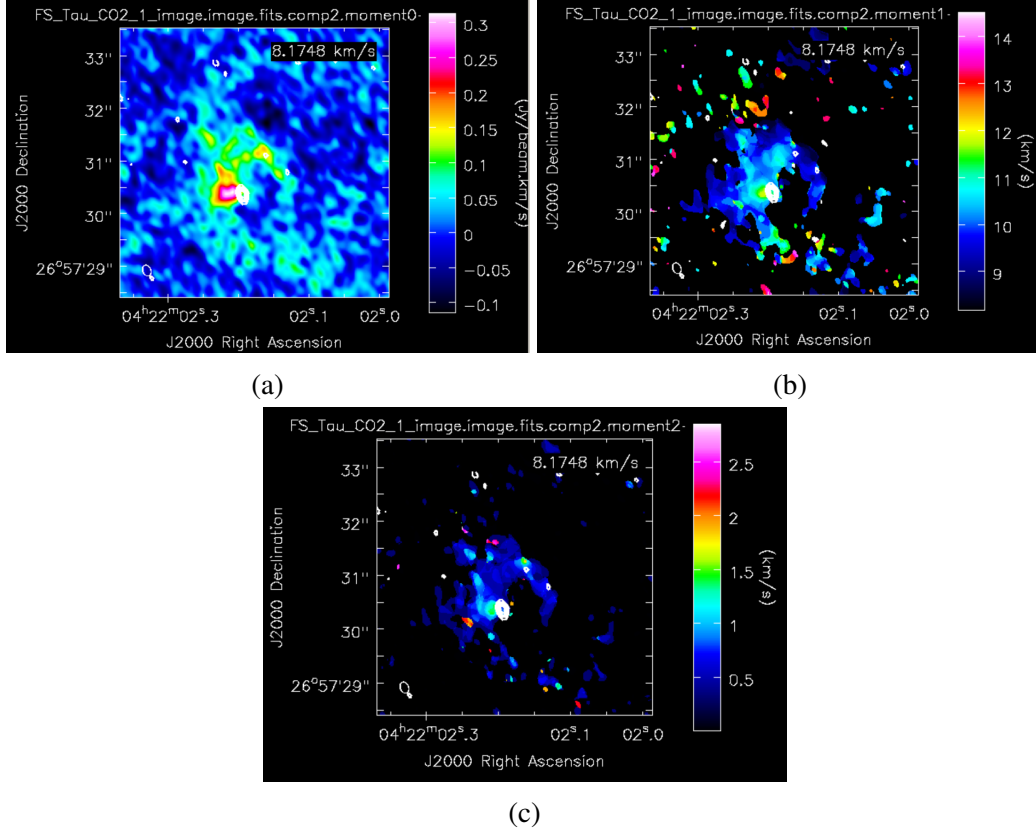 FS_Tau_CO2_1_image.image.fits.comp2.moment0-
8.1748 km/s
J2000 Declination
33''
32''
31''
30''
26°57'29''
04ʰ22ᵐ02ˢ.3
02ˢ.1
02ˢ.0
J2000 Right Ascension
0.3
0.25
0.2
0.15
0.1
0.05
0
−0.05
−0.1
(Jy/beam.km/s)
(a)
FS_Tau_CO2_1_image.image.fits.comp2.moment1-
8.1748 km/s
J2000 Declination
33''
32''
31''
30''
26°57'29''
04ʰ22ᵐ02ˢ.3
02ˢ.1
02ˢ.0
J2000 Right Ascension
14
13
12
11
10
9
(km/s)
(b)
FS_Tau_CO2_1_image.image.fits.comp2.moment2-
8.1748 km/s
J2000 Declination
33''
32''
31''
30''
26°57'29''
04ʰ22ᵐ02ˢ.3
02ˢ.1
02ˢ.0
J2000 Right Ascension
2.5
2
1.5
1
0.5
(km/s)
(c)